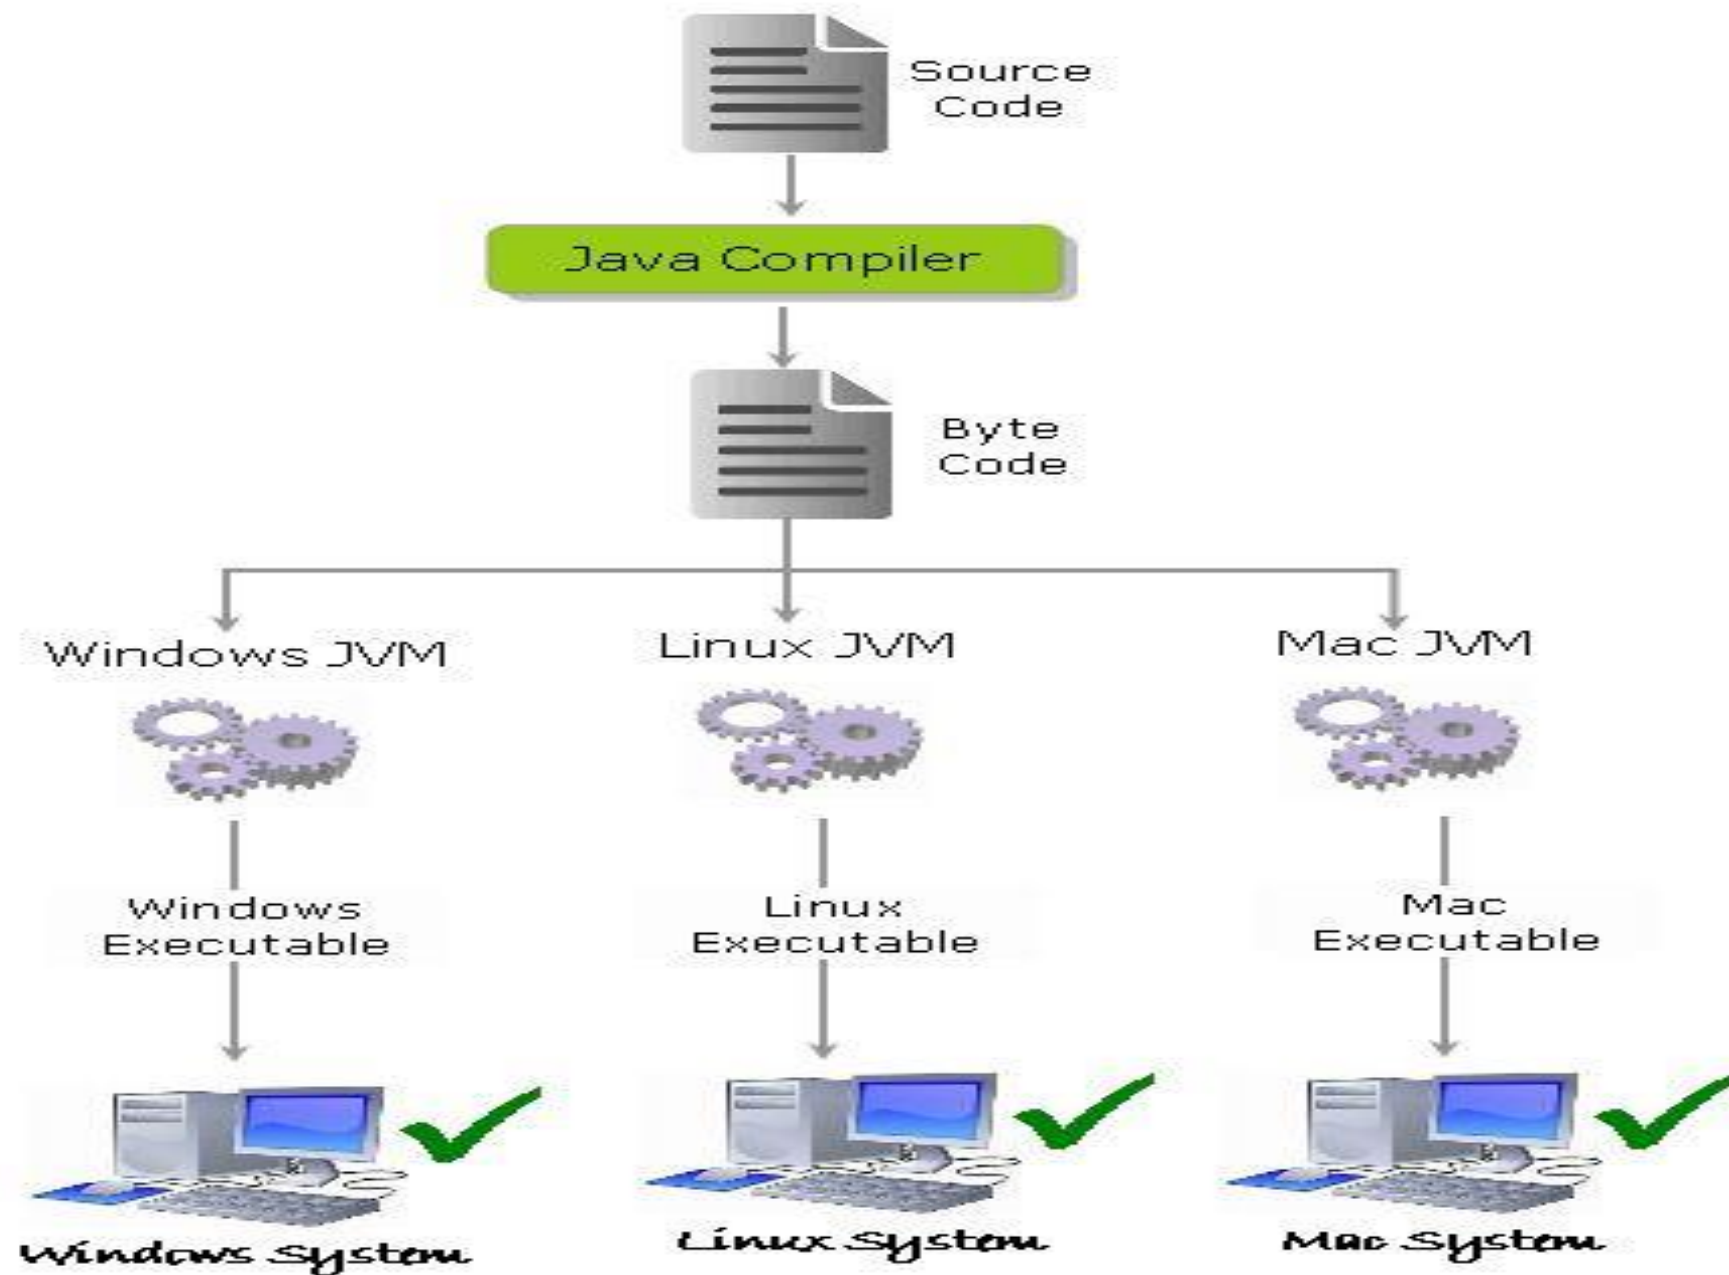 Source
Code
Java Compiler
Byte
Code
Windows JVM
Linux JVM
Mac JVM
Windows
Executable
Linux
Executable
Mac
Executable
Windows System
Linux System
Mac System